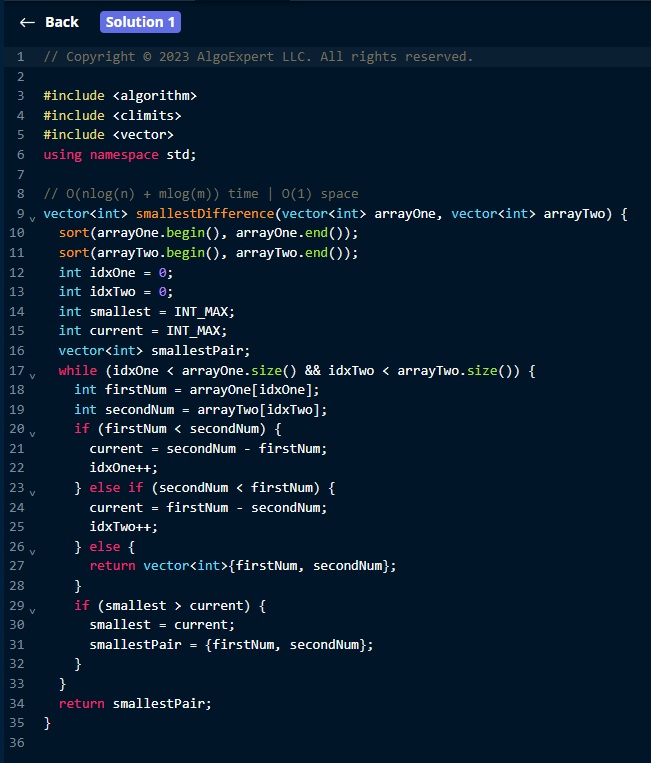 ← Back Solution 1
1 // Copyright © 2023 AlgoExpert LLC. All rights reserved.
2
3 #include <algorithm>
4 #include <climits>
5 #include <vector>
6 using namespace std;
7
8 // O(nlog(n) + mlog(m)) time | O(1) space
9 vector<int> smallestDifference(vector<int> arrayOne, vector<int> arrayTwo) {
10   sort(arrayOne.begin(), arrayOne.end());
11   sort(arrayTwo.begin(), arrayTwo.end());
12   int idxOne = 0;
13   int idxTwo = 0;
14   int smallest = INT_MAX;
15   int current = INT_MAX;
16   vector<int> smallestPair;
17   while (idxOne < arrayOne.size() && idxTwo < arrayTwo.size()) {
18     int firstNum = arrayOne[idxOne];
19     int secondNum = arrayTwo[idxTwo];
20     if (firstNum < secondNum) {
21       current = secondNum - firstNum;
22       idxOne++;
23     } else if (secondNum < firstNum) {
24       current = firstNum - secondNum;
25       idxTwo++;
26     } else {
27       return vector<int>{firstNum, secondNum};
28     }
29     if (smallest > current) {
30       smallest = current;
31       smallestPair = {firstNum, secondNum};
32     }
33   }
34   return smallestPair;
35 }
36